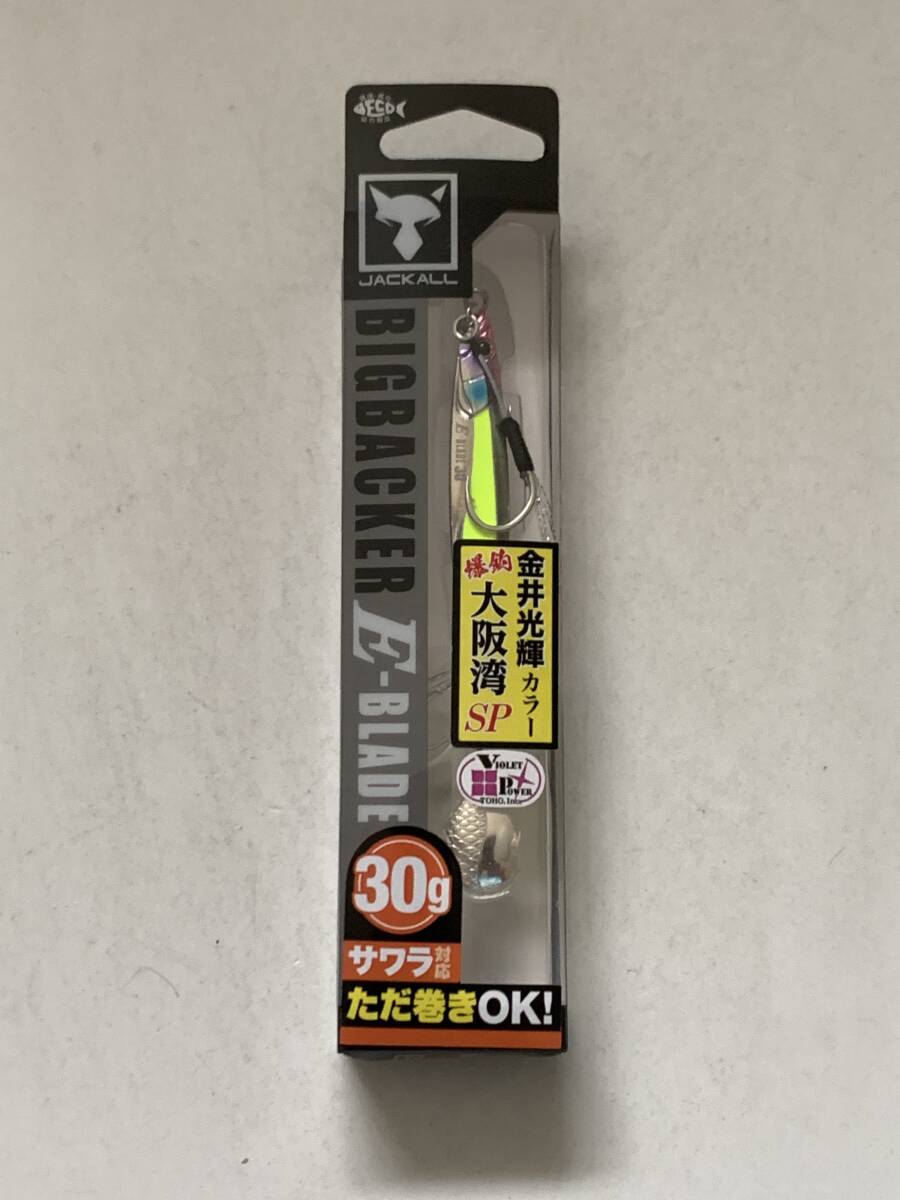 ECO
JACKALL
BIGBACKER E-BLADE
金井光輝カラー
爆釣
大阪湾
SP
VIOLET
POWER
TOHO, Inc.
30g
サワラ対応
ただ巻きOK!